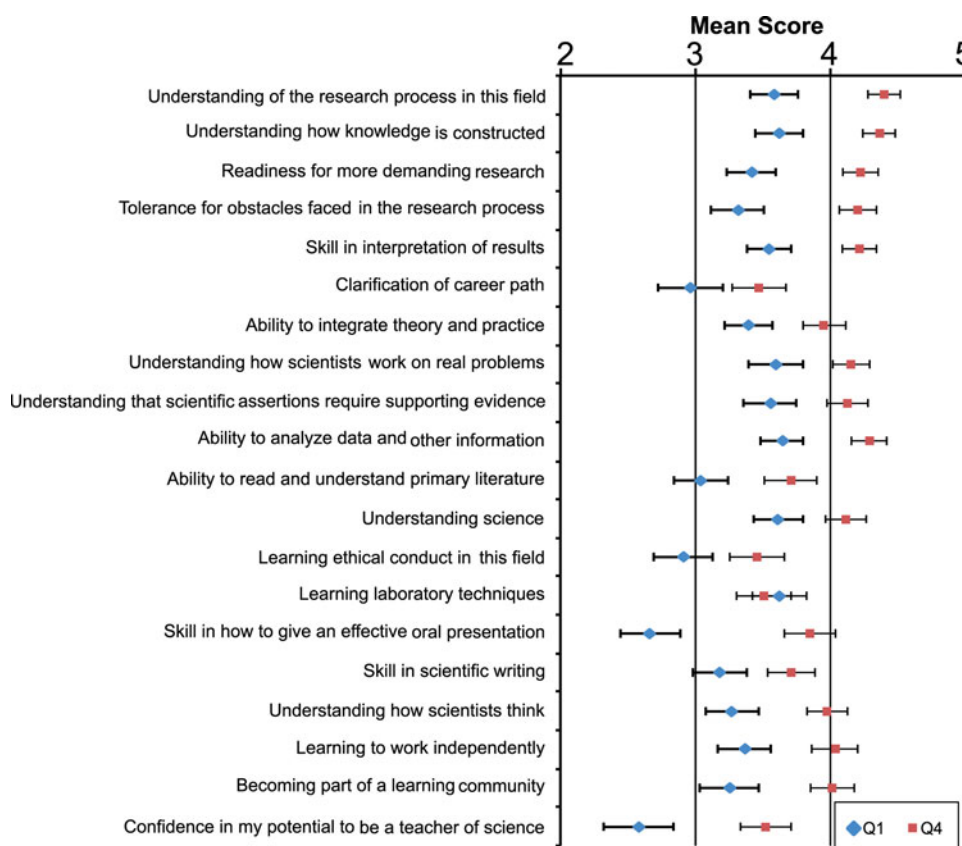 Mean Score
2 3 4 5
Understanding of the research process in this field
Understanding how knowledge is constructed
Readiness for more demanding research
Tolerance for obstacles faced in the research process
Skill in interpretation of results
Clarification of career path
Ability to integrate theory and practice
Understanding how scientists work on real problems
Understanding that scientific assertions require supporting evidence
Ability to analyze data and other information
Ability to read and understand primary literature
Understanding science
Learning ethical conduct in this field
Learning laboratory techniques
Skill in how to give an effective oral presentation
Skill in scientific writing
Understanding how scientists think
Learning to work independently
Becoming part of a learning community
Confidence in my potential to be a teacher of science
Q1 Q4